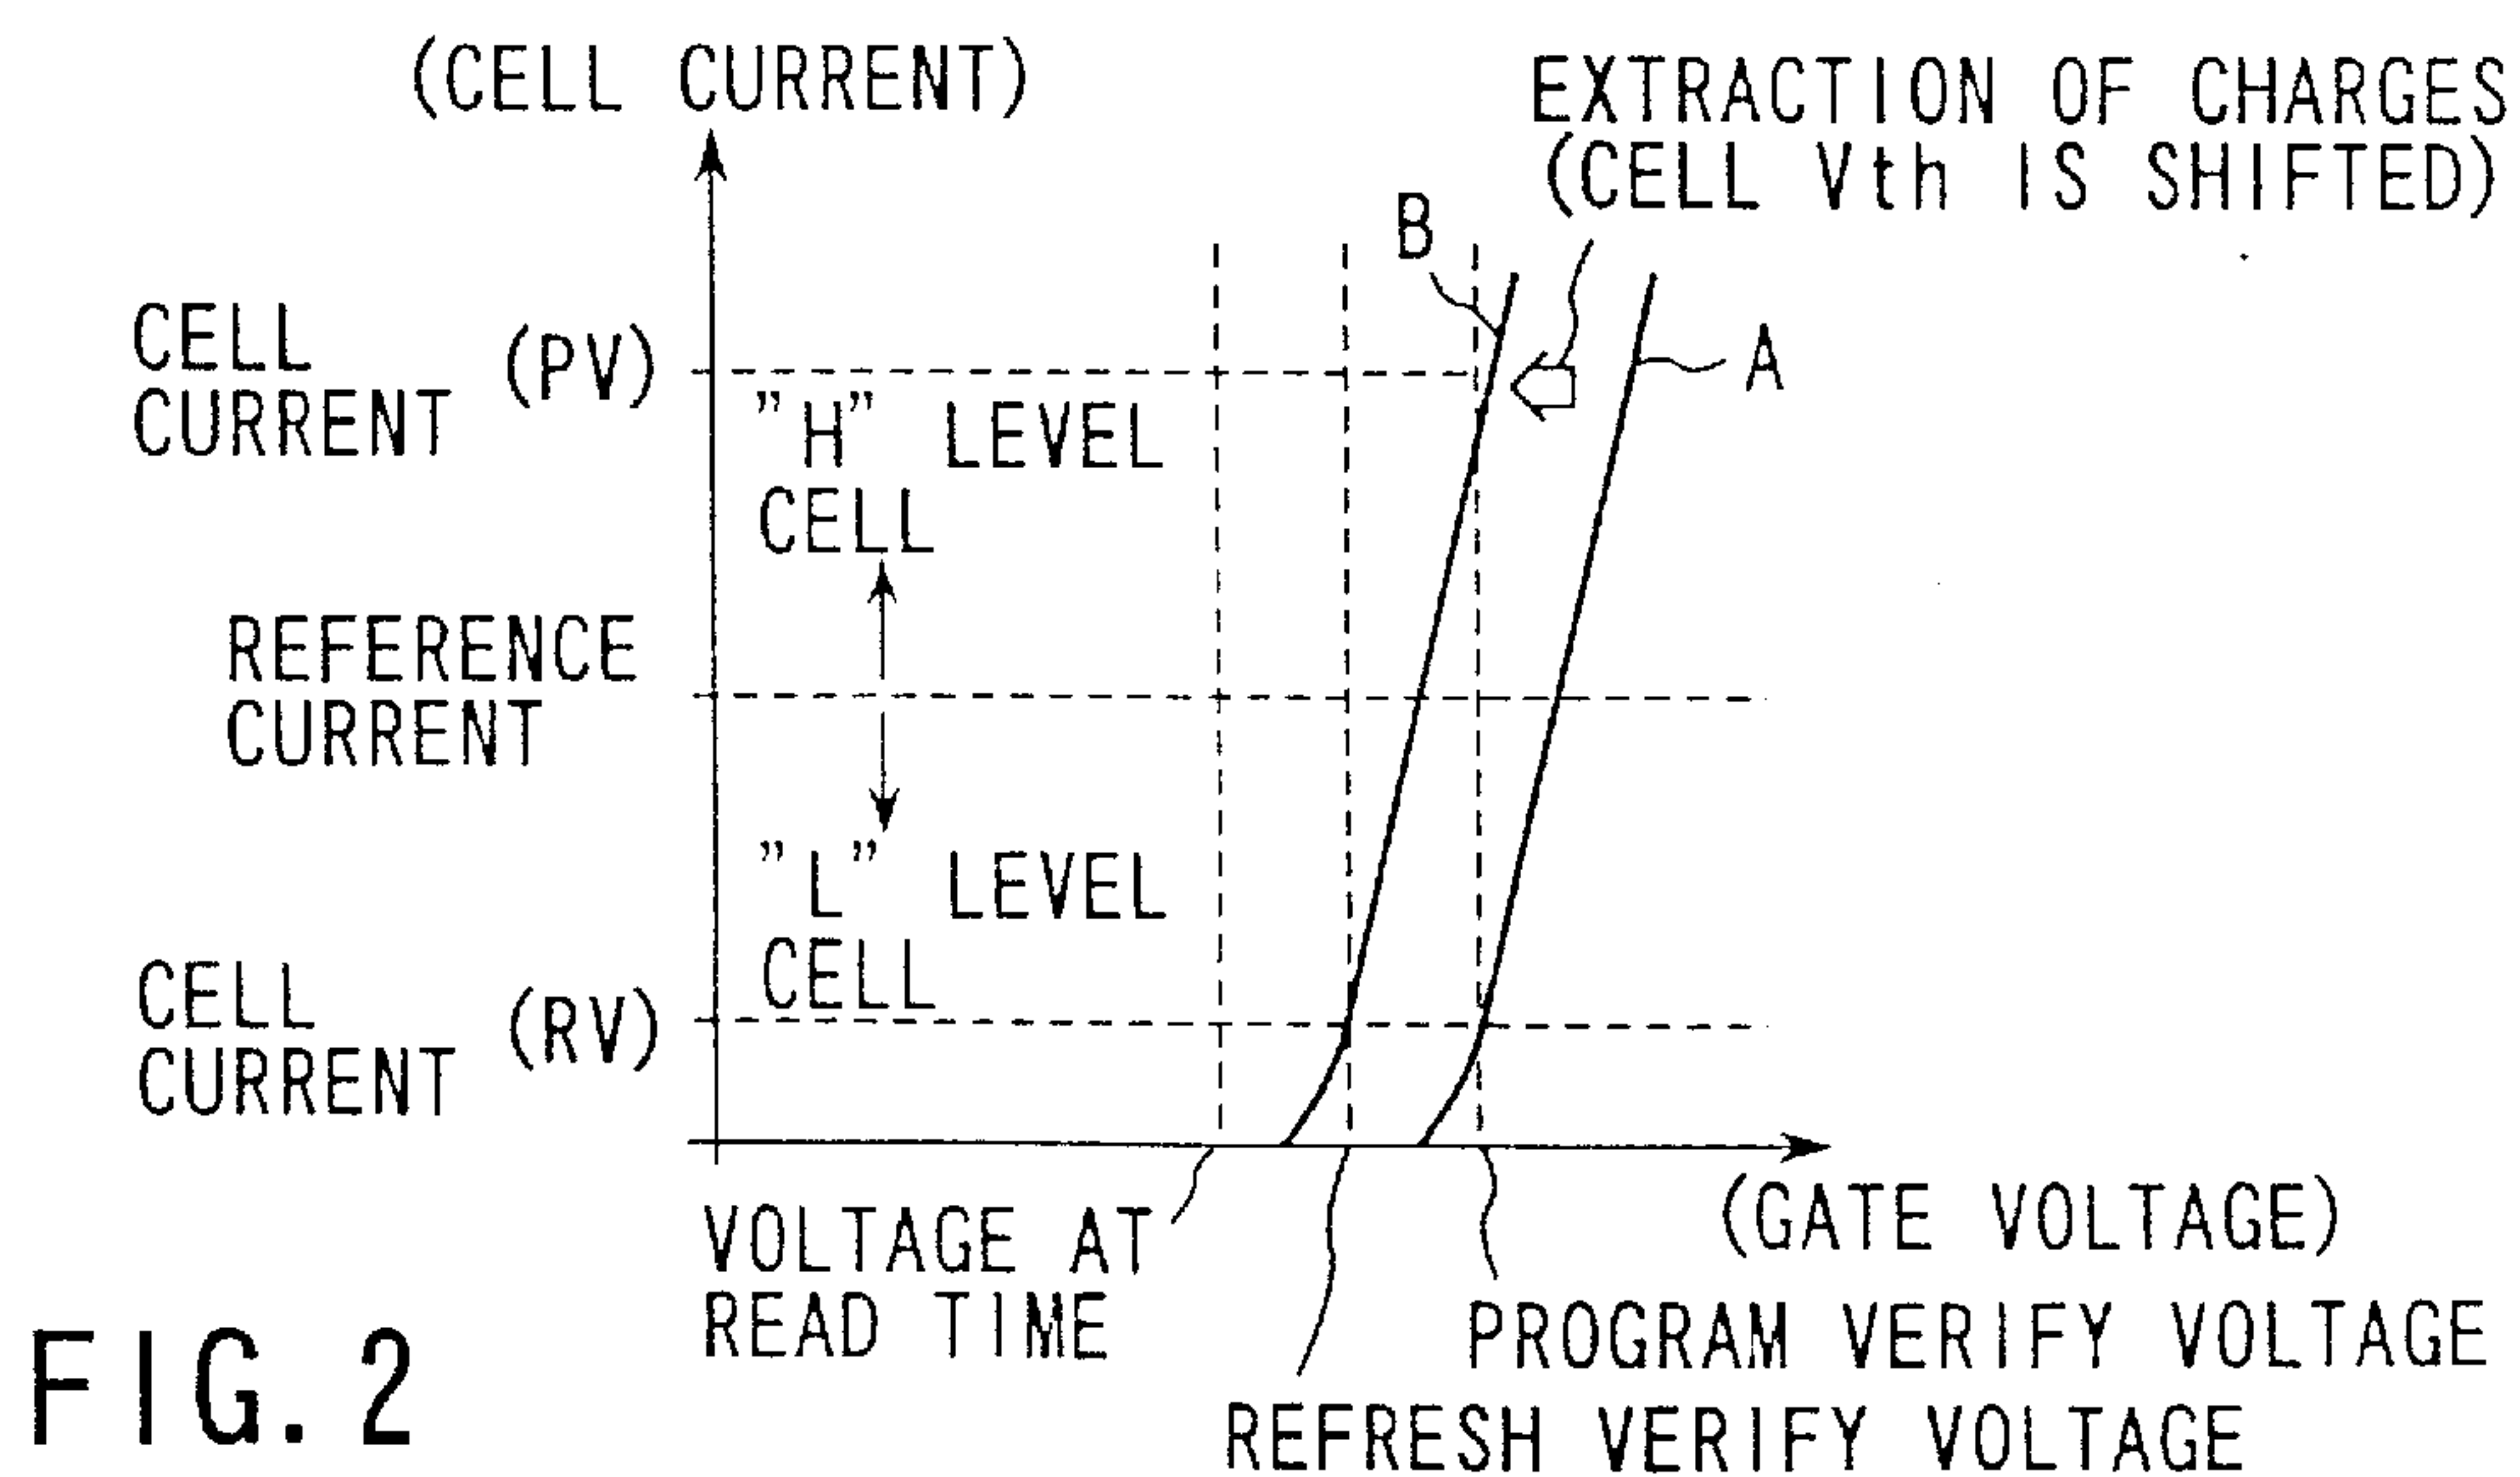 (CELL CURRENT)
EXTRACTION OF CHARGES
(CELL Vth IS SHIFTED)
B
A
CELL
CURRENT (PV)
"H" LEVEL
CELL
REFERENCE
CURRENT
"L" LEVEL
CELL
CELL
CURRENT (RV)
(GATE VOLTAGE)
VOLTAGE AT
READ TIME
PROGRAM VERIFY VOLTAGE
REFRESH VERIFY VOLTAGE
FIG. 2